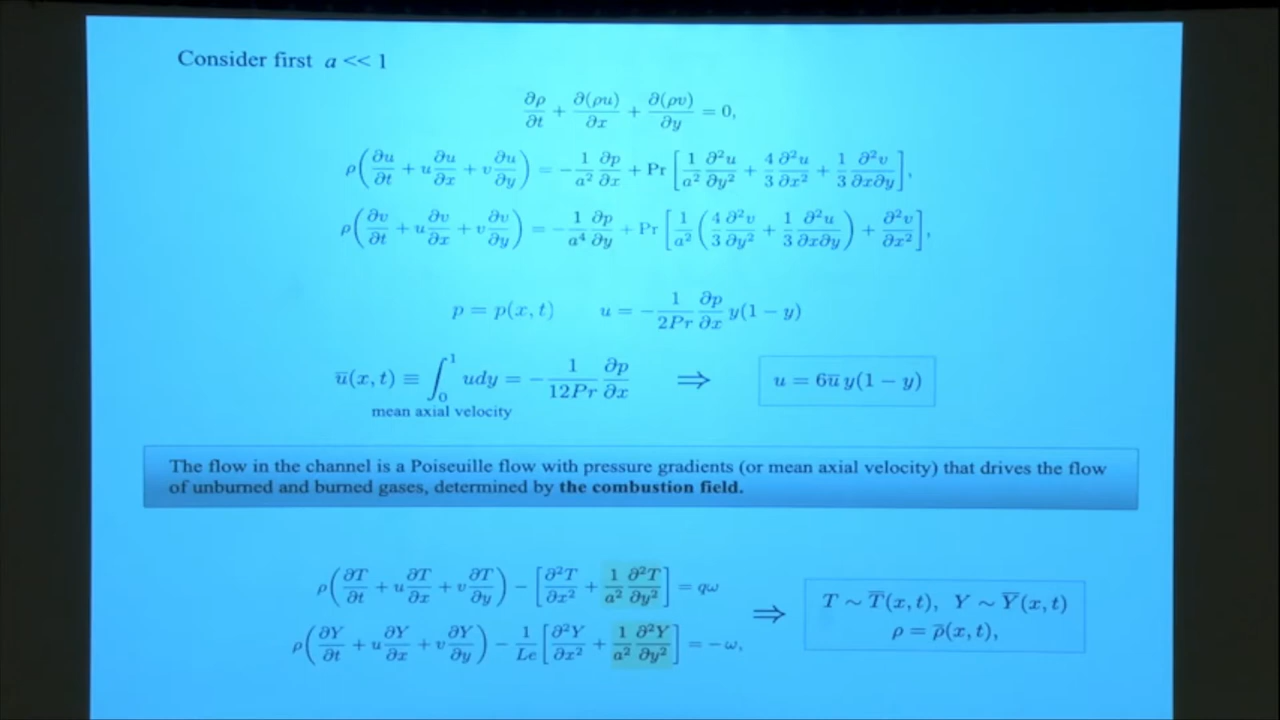 Consider first a << 1
∂ρ/∂t + ∂(ρu)/∂x + ∂(ρv)/∂y = 0,
ρ(∂u/∂t + u ∂u/∂x + v ∂u/∂y) = − 1/a² ∂p/∂x + Pr [1/a² ∂²u/∂y² + 4/3 ∂²u/∂x² + 1/3 ∂²v/∂x∂y],
ρ(∂v/∂t + u ∂v/∂x + v ∂v/∂y) = − 1/a⁴ ∂p/∂y + Pr [1/a² (4/3 ∂²v/∂y² + 1/3 ∂²u/∂x∂y) + ∂²v/∂x²],
p = p(x, t) u = − 1/2Pr ∂p/∂x y(1 − y)
u̅(x, t) ≡ ∫₀¹ udy = − 1/12Pr ∂p/∂x ⇒ u = 6u̅ y(1 − y)
mean axial velocity
The flow in the channel is a Poiseuille flow with pressure gradients (or mean axial velocity) that drives the flow
of unburned and burned gases, determined by the combustion field.
ρ(∂T/∂t + u ∂T/∂x + v ∂T/∂y) − [∂²T/∂x² + 1/a² ∂²T/∂y²] = qω
ρ(∂Y/∂t + u ∂Y/∂x + v ∂Y/∂y) − 1/Le [∂²Y/∂x² + 1/a² ∂²Y/∂y²] = −ω,
⇒
T ∼ T̅(x, t), Y ∼ Y̅(x, t)
ρ = ρ̅(x, t),